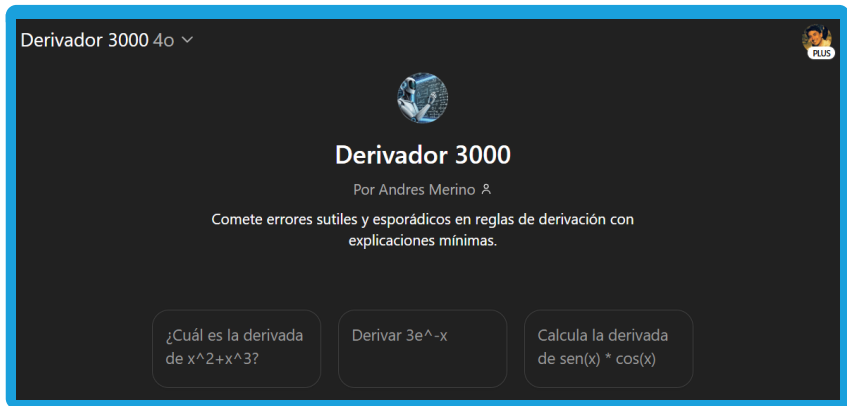 Derivador 3000 4o
PLUS
Derivador 3000
Por Andres Merino
Comete errores sutiles y esporádicos en reglas de derivación con
explicaciones mínimas.
¿Cuál es la derivada
de x^2+x^3?
Derivar 3e^-x
Calcula la derivada
de sen(x) * cos(x)